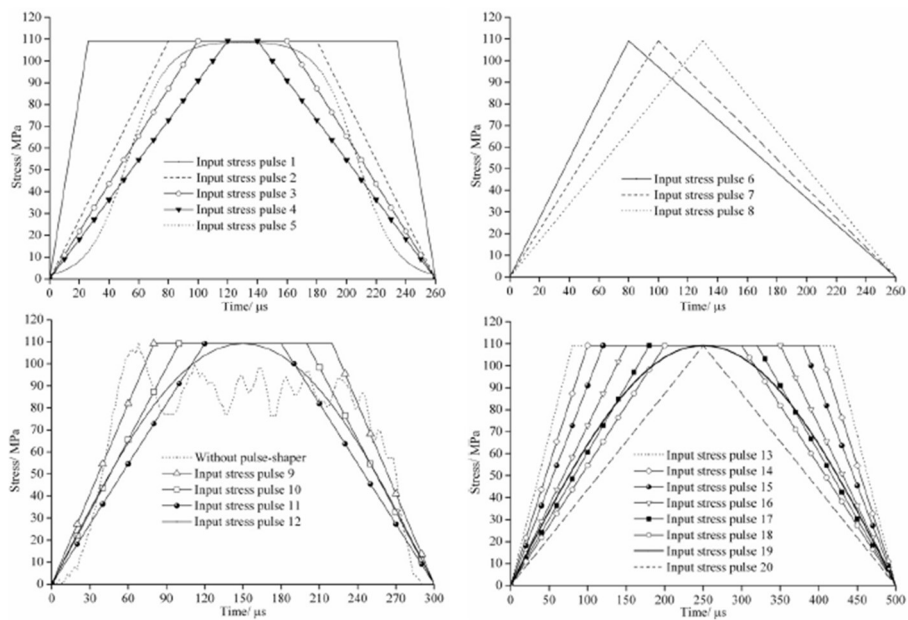 120
110
100
90
80
70
60
50
40
30
20
10
0
Stress/ MPa
Input stress pulse 1
Input stress pulse 2
Input stress pulse 3
Input stress pulse 4
Input stress pulse 5
0 20 40 60 80 100 120 140 160 180 200 220 240 260
Time/ μs
120
110
100
90
80
70
60
50
40
30
20
10
0
Stress/ MPa
Input stress pulse 6
Input stress pulse 7
Input stress pulse 8
0 20 40 60 80 100 120 140 160 180 200 220 240 260
Time/ μs
120
110
100
90
80
70
60
50
40
30
20
10
0
Stress/ MPa
Without pulse-shaper
Input stress pulse 9
Input stress pulse 10
Input stress pulse 11
Input stress pulse 12
0 30 60 90 120 150 180 210 240 270 300
Time/ μs
120
110
100
90
80
70
60
50
40
30
20
10
0
Stress/ MPa
Input stress pulse 13
Input stress pulse 14
Input stress pulse 15
Input stress pulse 16
Input stress pulse 17
Input stress pulse 18
Input stress pulse 19
Input stress pulse 20
0 50 100 150 200 250 300 350 400 450 500
Time/ μs